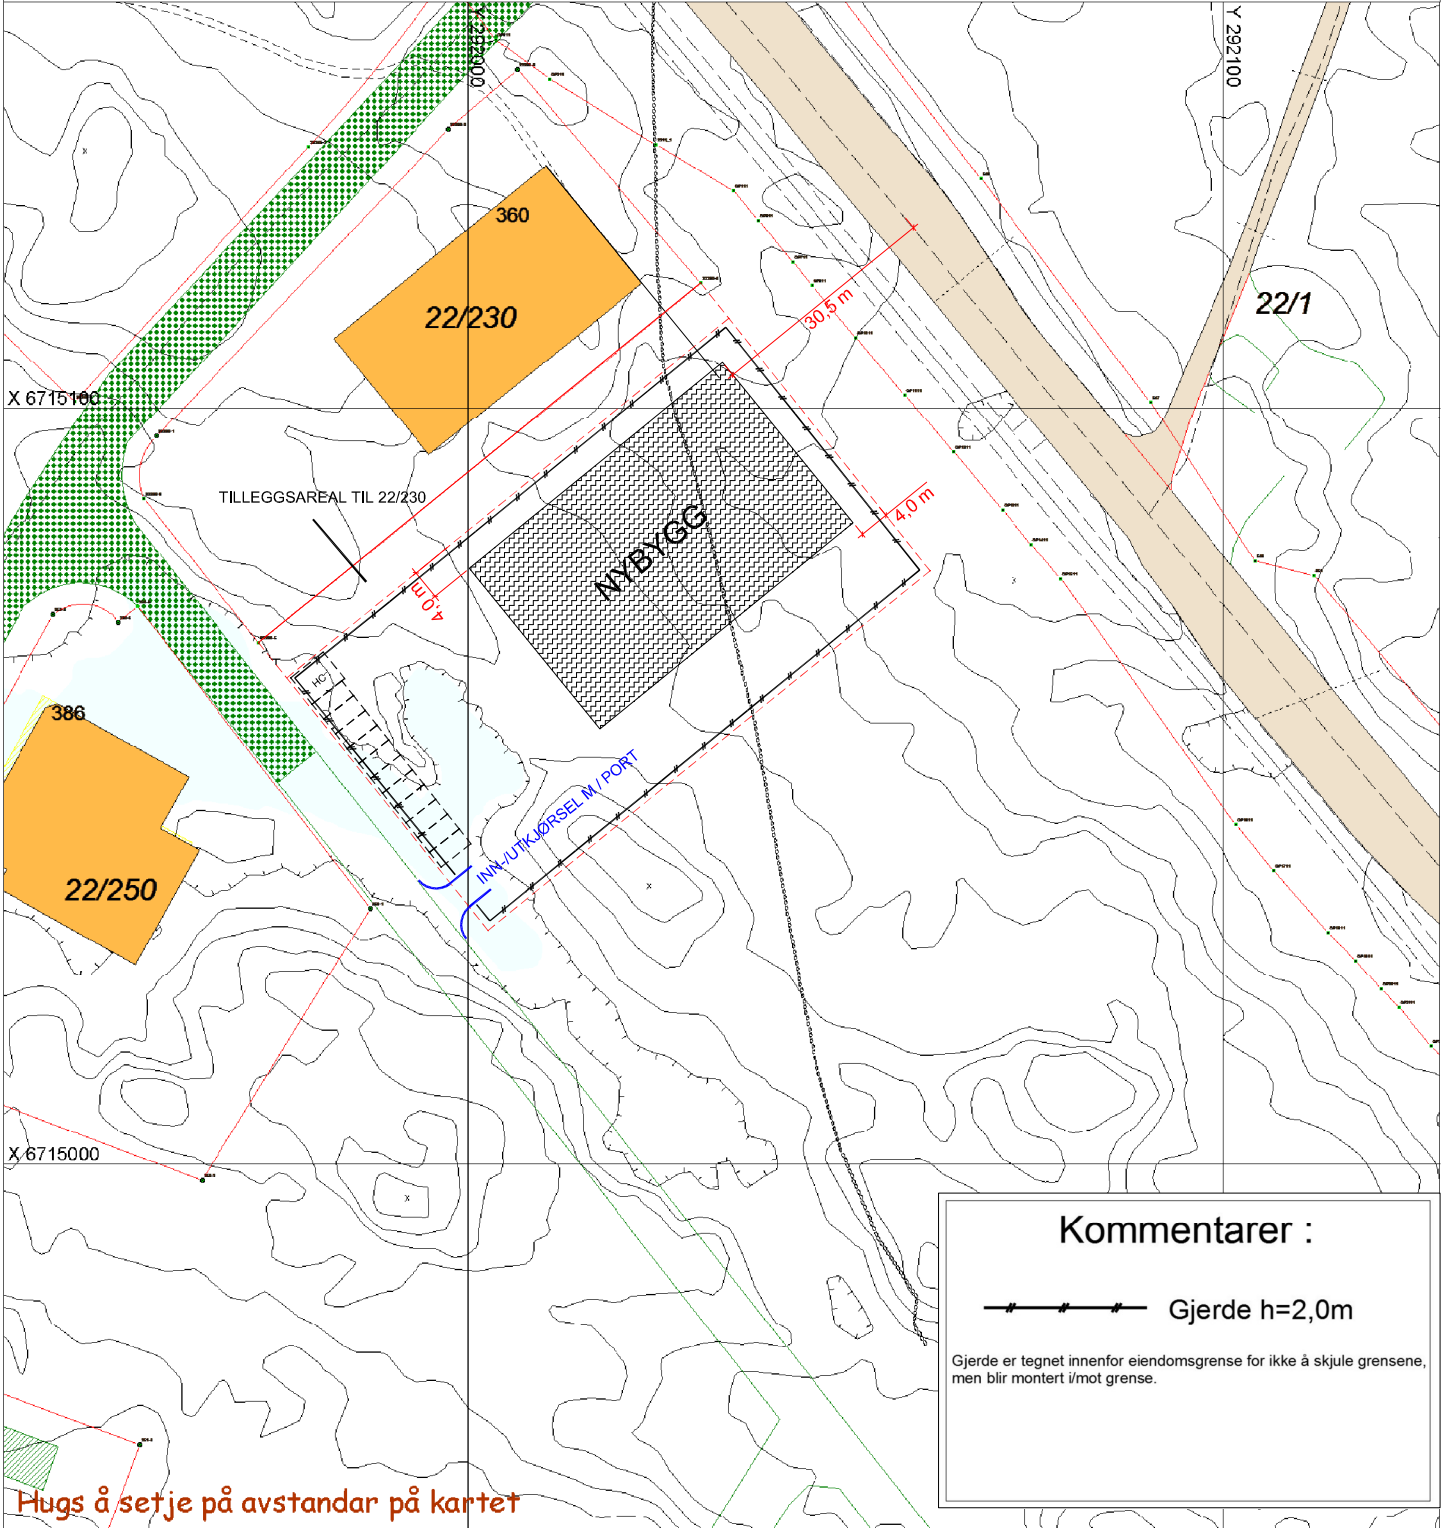 Y 292000
Y 292100
360
22/230
22/1
30,5 m
X 6715100
TILLEGGSAREAL TIL 22/230
4,0 m
NYBYGG
4,0 m
HC
386
INN-/UTKJØRSEL M / PORT
22/250
X 6715000
Kommentarer :
Gjerde h=2,0m
Gjerde er tegnet innenfor eiendomsgrense for ikke å skjule grensene,
men blir montert i/mot grense.
Hugs å setje på avstandar på kartet